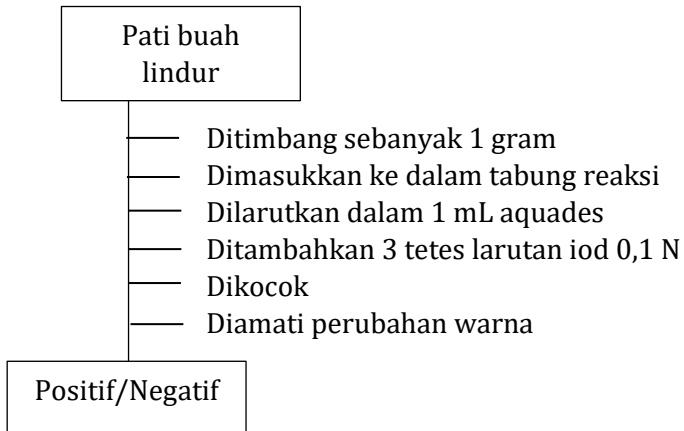 Pati buah
lindur
Ditimbang sebanyak 1 gram
Dimasukkan ke dalam tabung reaksi
Dilarutkan dalam 1 mL aquades
Ditambahkan 3 tetes larutan iod 0,1 N
Dikocok
Diamati perubahan warna
Positif/Negatif